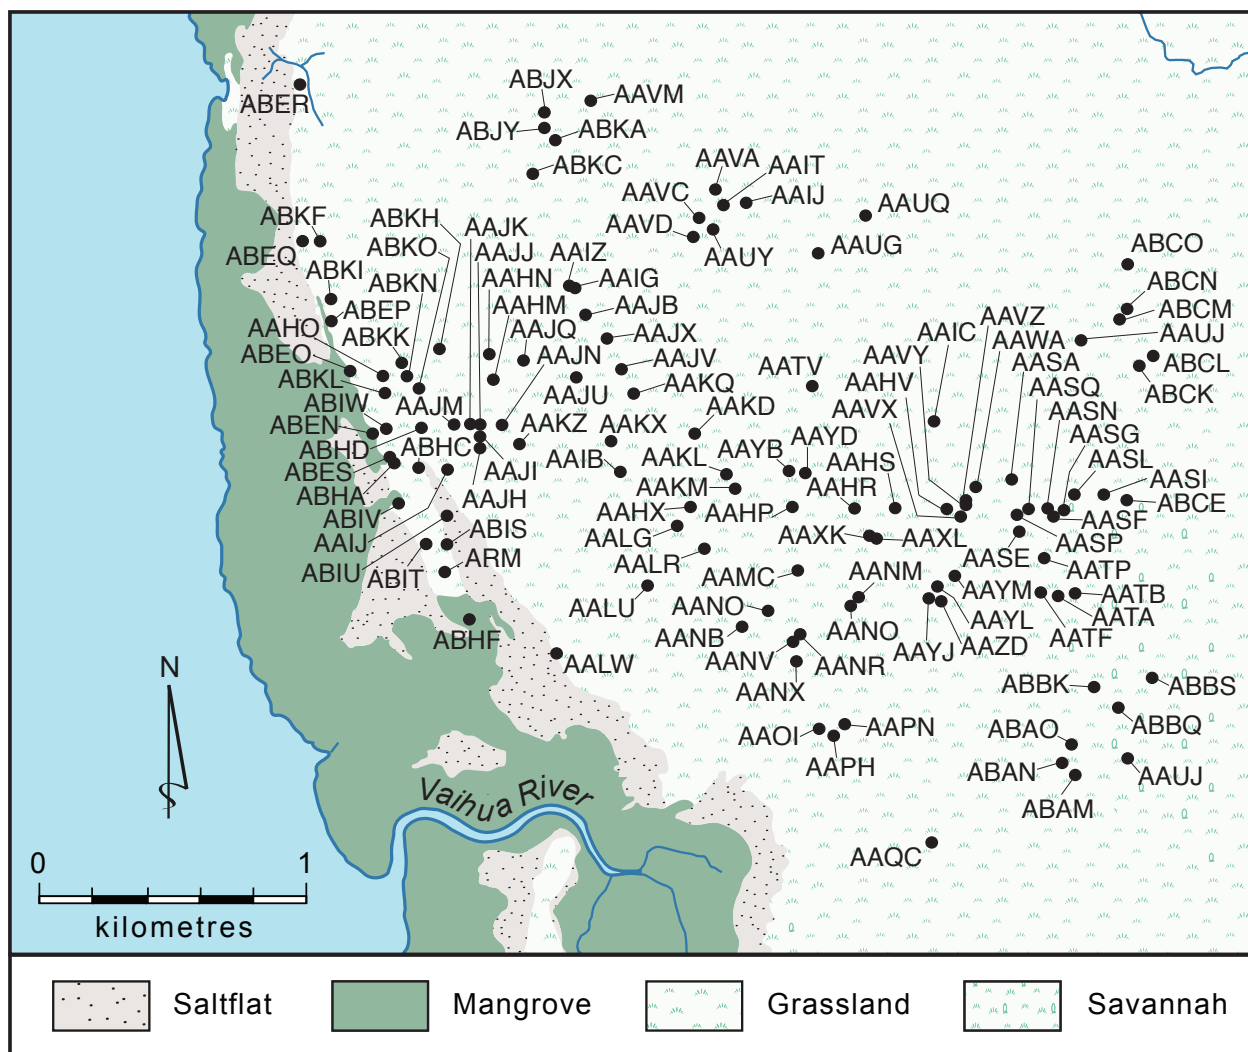 ABJX
AAVM
ABER
ABJY
ABKA
AAVA
AAIT
ABKC
AAVC
AAIJ
AAUQ
ABKF
ABKH
AAJK
AAVD
ABKO
AAJJ
AAIZ
AAUY
AAUG
ABCO
ABEQ
ABKI
ABKN
AAHN
AAIG
ABCN
ABEP
AAHM
AAJB
AAVZ
ABCM
AAHO
ABKK
AAJQ
AAJX
AAIC
AAWA
AAUJ
ABEO
AAJN
AAJV
AATV
AAVY
AASA
ABCL
ABKL
AAJU
AAKQ
AAHV
AASQ
ABCK
ABIW
AAJM
AAKD
AAVX
AASN
ABEN
AAKZ
AAKX
AAYD
AASG
ABHD
ABHC
AAIB
AAKL
AAYB
AAHS
AASL
ABES
AAJI
AAKM
AAHR
AASI
ABHA
AAJH
AAHX
AAHP
ABCE
ABIV
AALG
AASF
AAIJ
ABIS
AAXK
AAXL
AASE
AASP
ABIU
ABIT
ARM
AALR
AAMC
AANM
AATP
AALU
AANO
AAYM
AATB
ABHF
AANB
AANO
AAYL
AATA
AALW
AANV
AANR
AAYJ
AAZD
AATF
N
AANX
ABBK
ABBS
AAOI
AAPN
ABAO
ABBQ
AAPH
ABAN
AAUJ
Vaihua River
ABAM
AAQC
0 1
kilometres
Saltflat
Mangrove
Grassland
Savannah